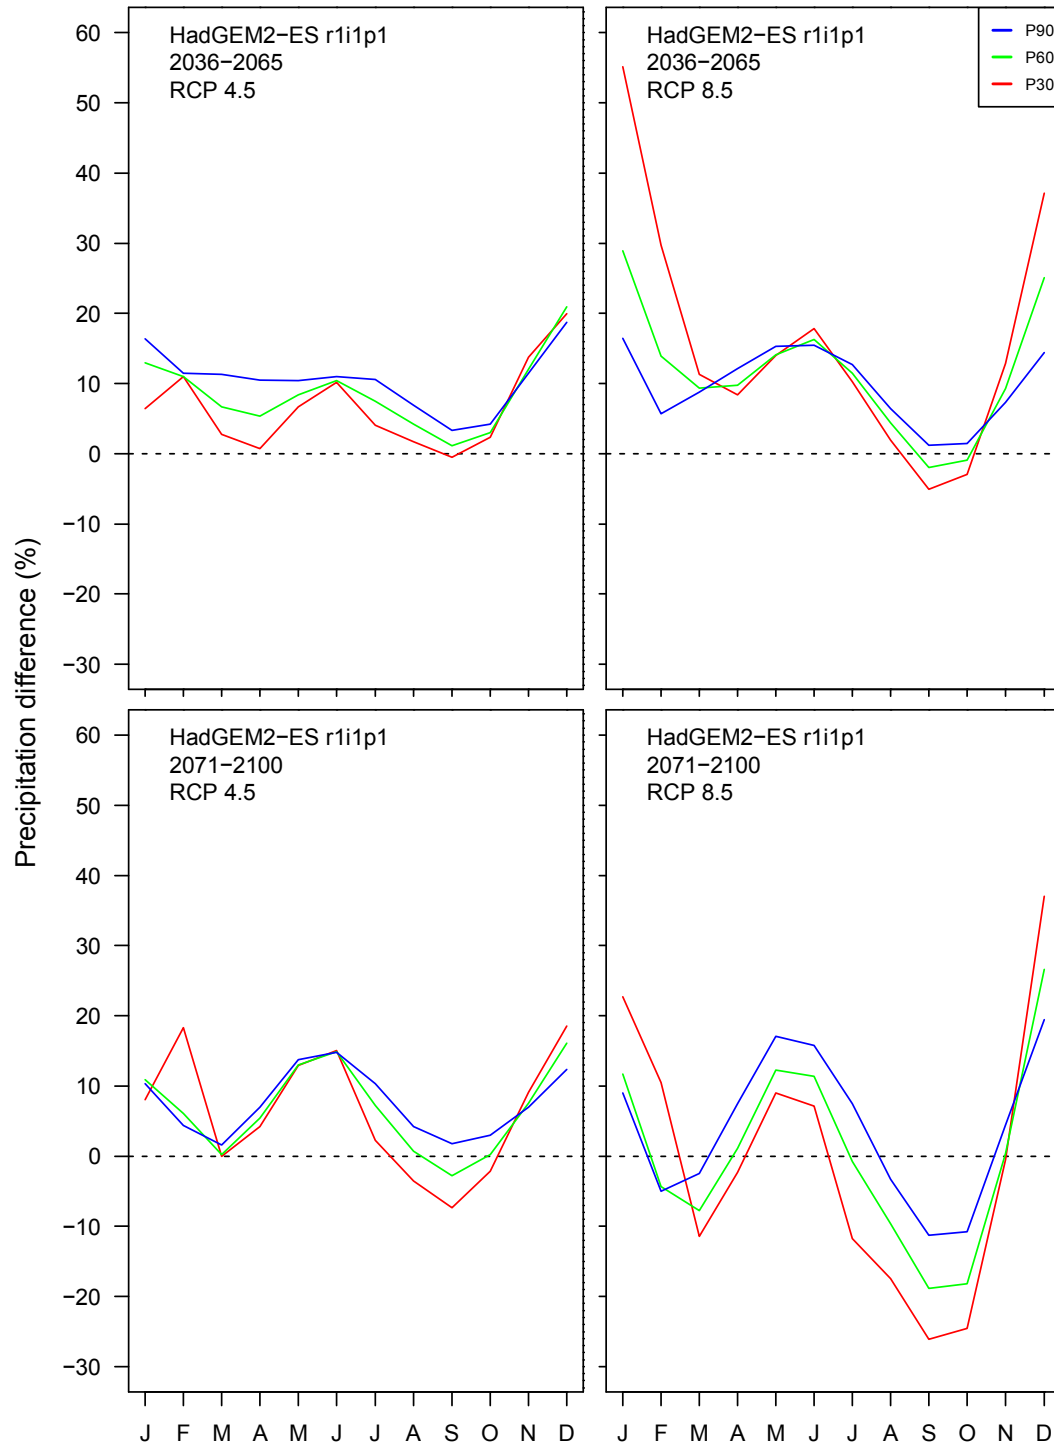 Precipitation difference (%)
60
50
40
30
20
10
0
−10
−20
−30
HadGEM2−ES r1i1p1
2036−2065
RCP 4.5
HadGEM2−ES r1i1p1
2036−2065
RCP 8.5
P90
P60
P30
60
50
40
30
20
10
0
−10
−20
−30
HadGEM2−ES r1i1p1
2071−2100
RCP 4.5
HadGEM2−ES r1i1p1
2071−2100
RCP 8.5
J F M A M J J A S O N D
J F M A M J J A S O N D